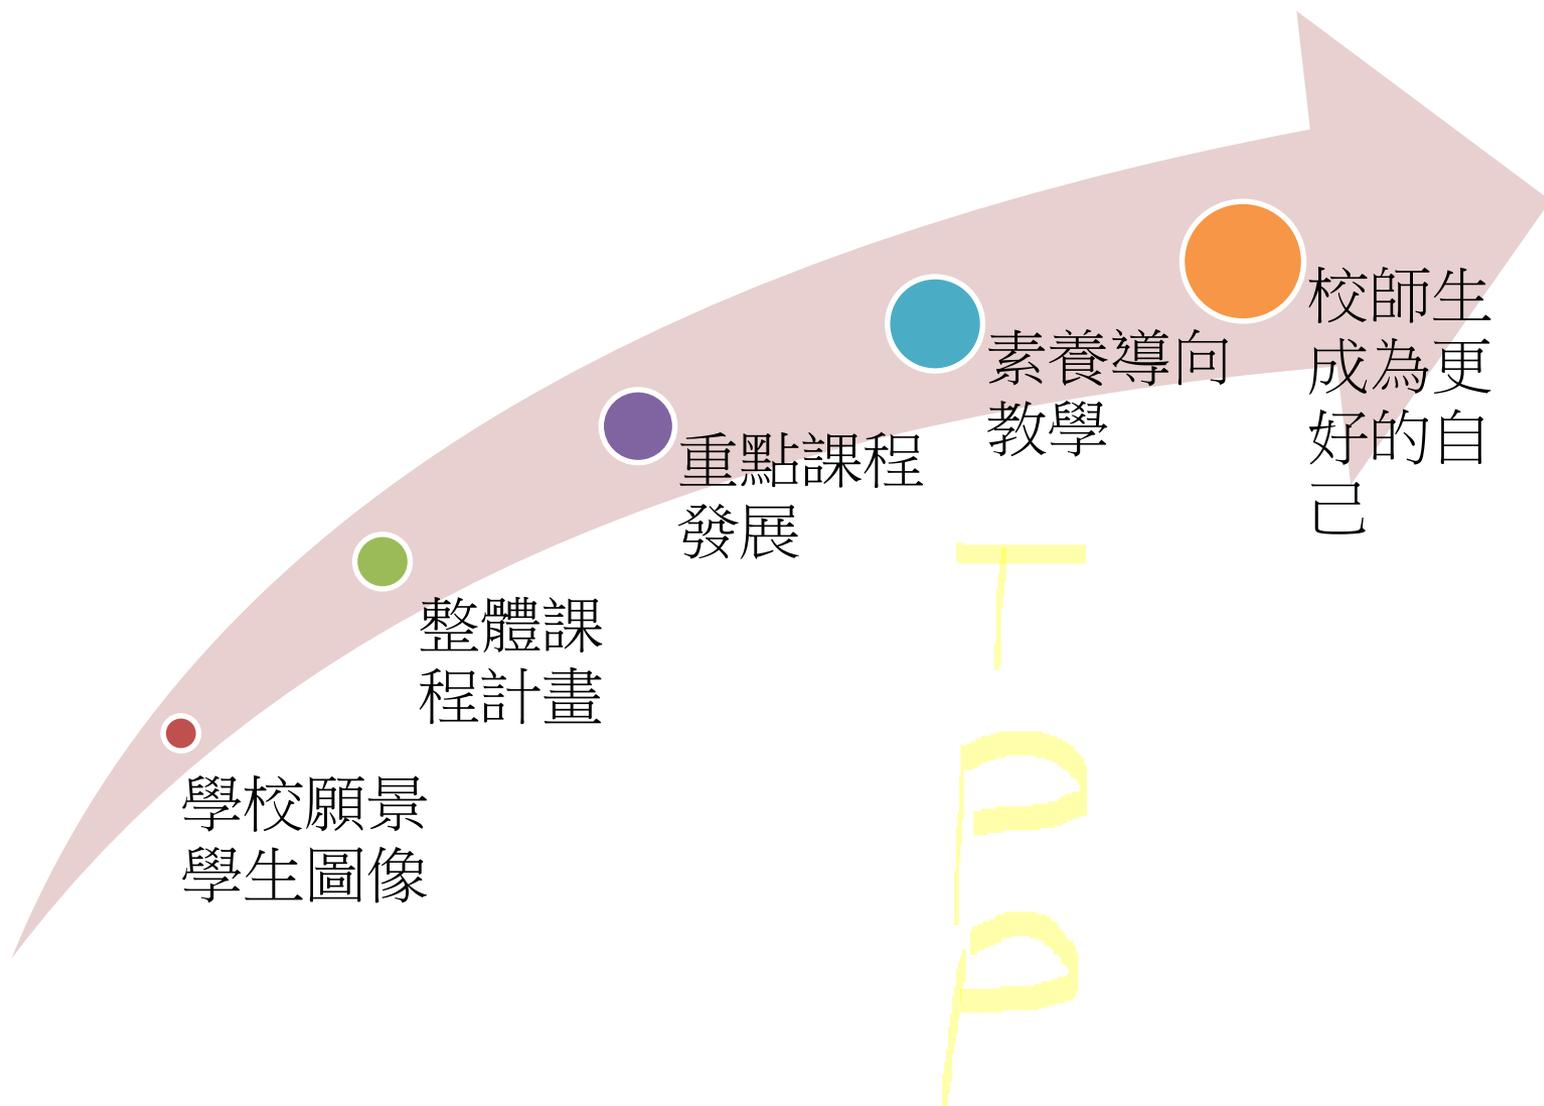 學校願景
學生圖像
整體課
程計畫
重點課程
發展
素養導向
教學
校師生
成為更
好的自
己
T
P
P